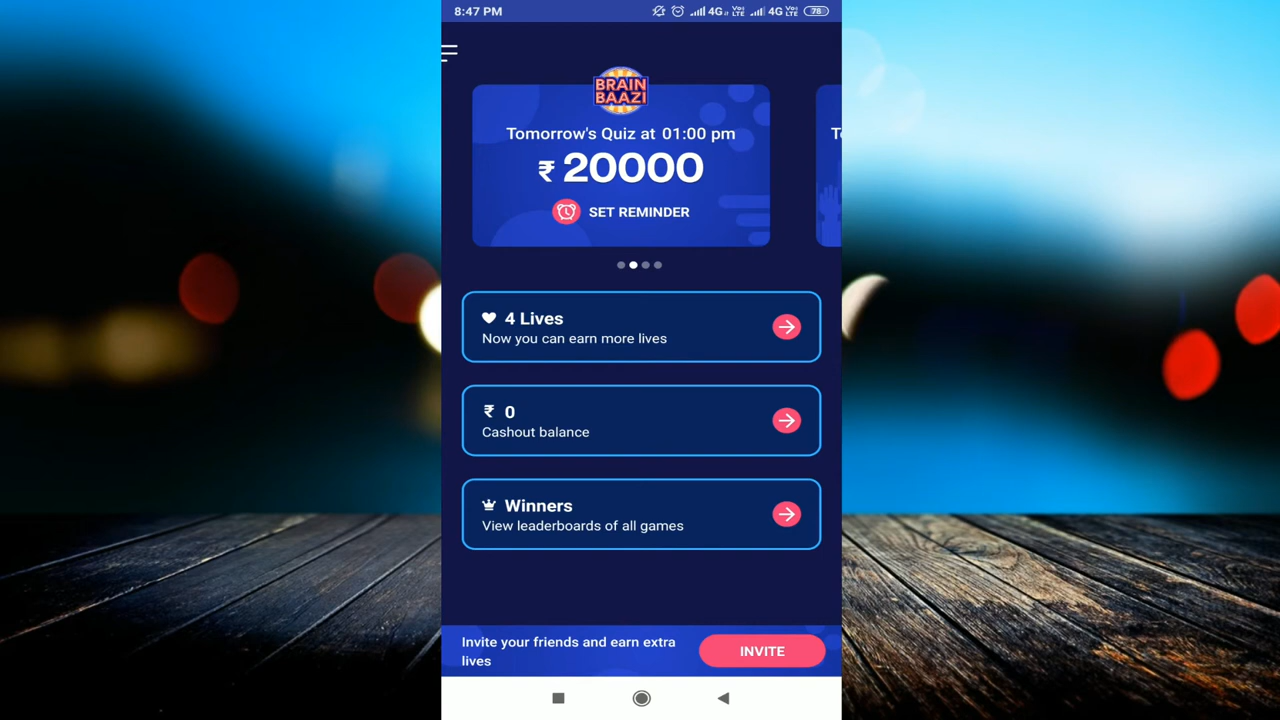 8:47 PM
4G VoLTE 4G VoLTE 78
BRAIN
BAAZI
Tomorrow's Quiz at 01:00 pm
₹ 20000
SET REMINDER
4 Lives
Now you can earn more lives
₹ 0
Cashout balance
Winners
View leaderboards of all games
Invite your friends and earn extra
lives
INVITE